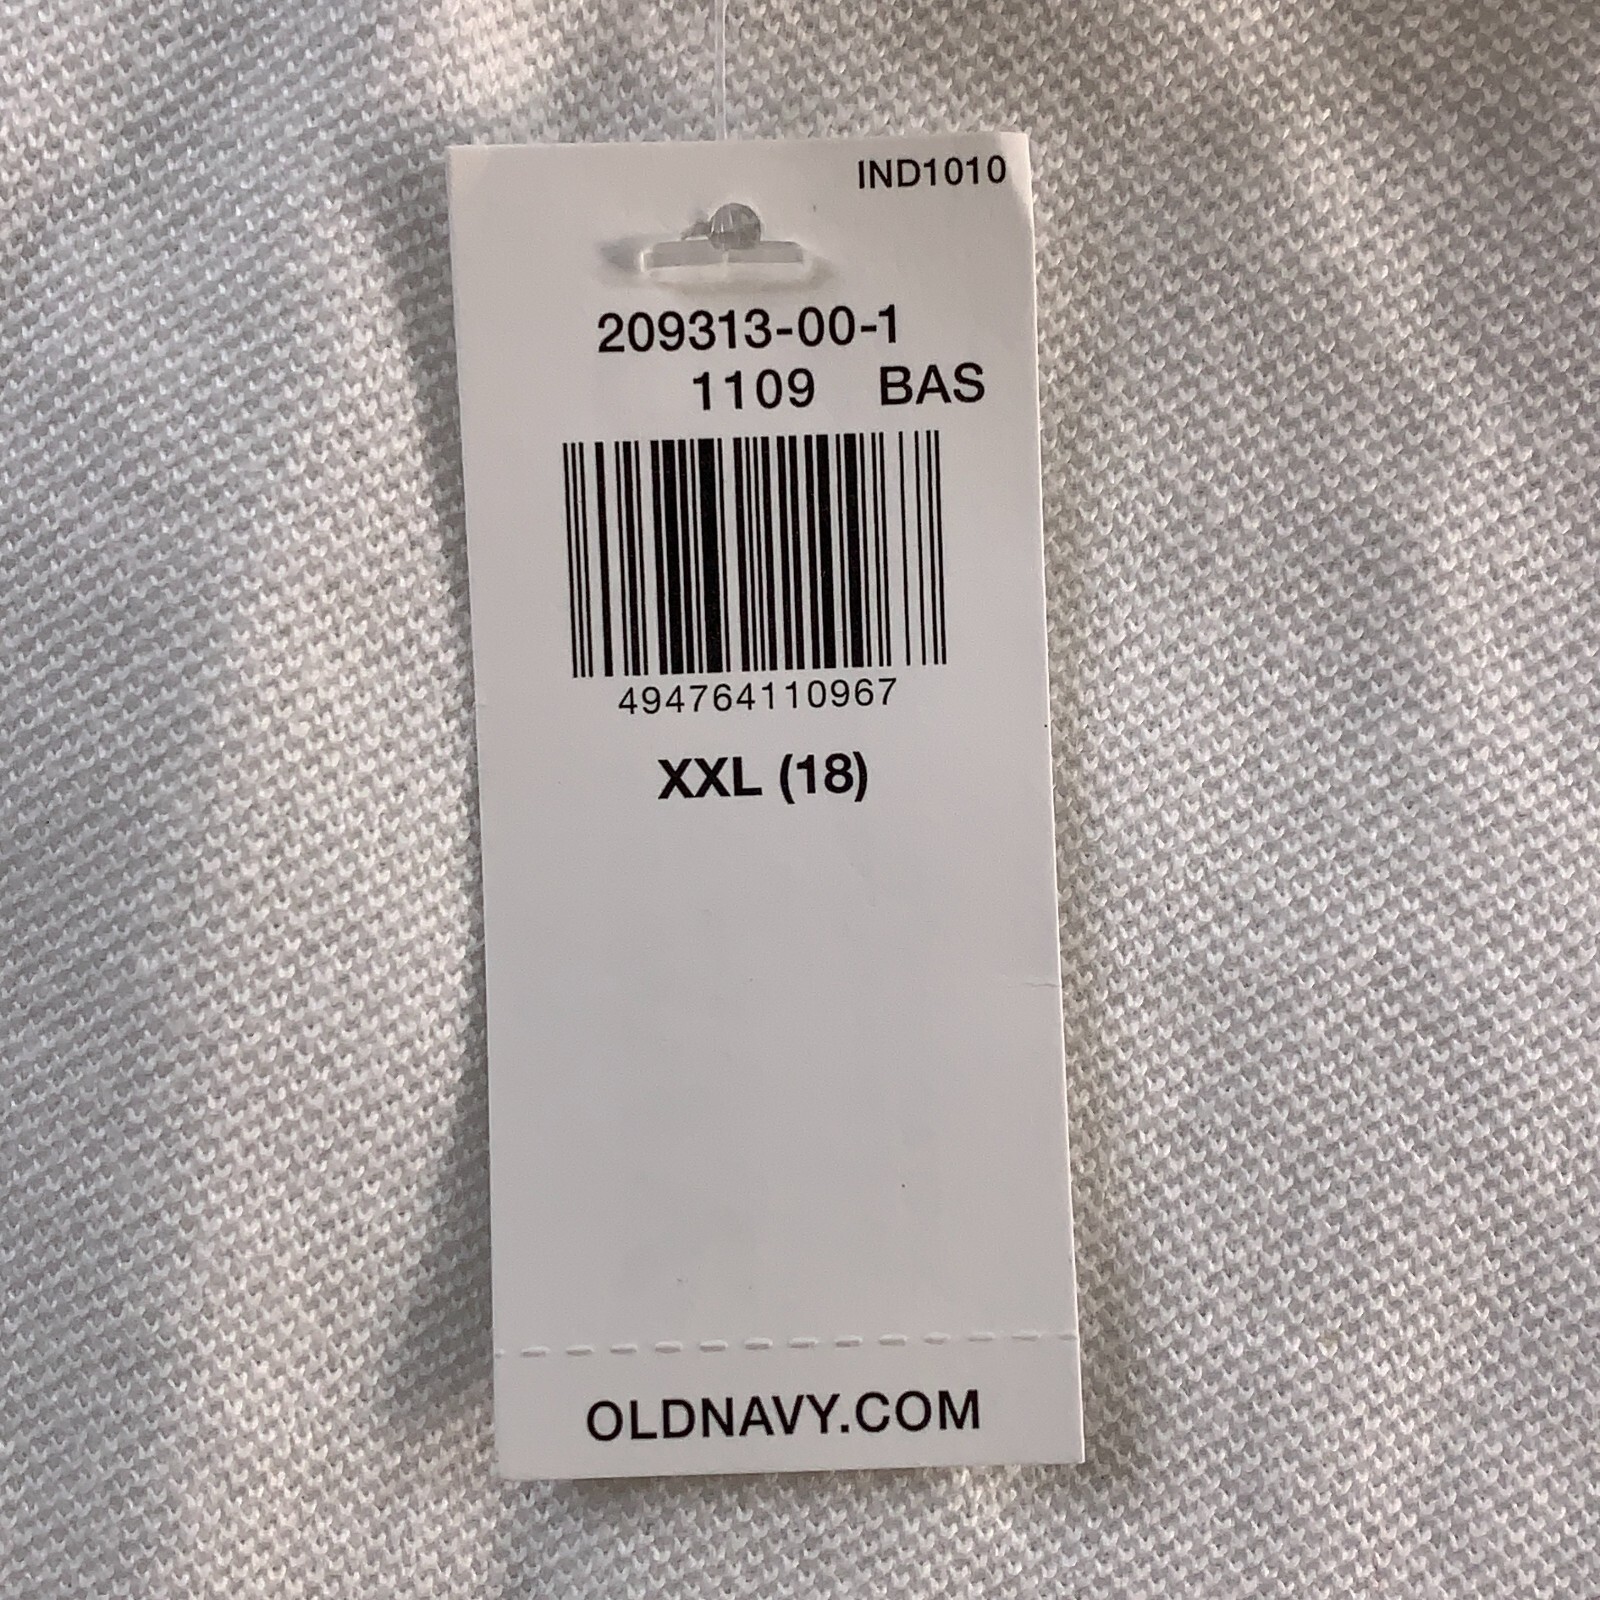 IND1010
209313-00-1
1109 BAS
494764110967
XXL (18)
OLDNAVY.COM